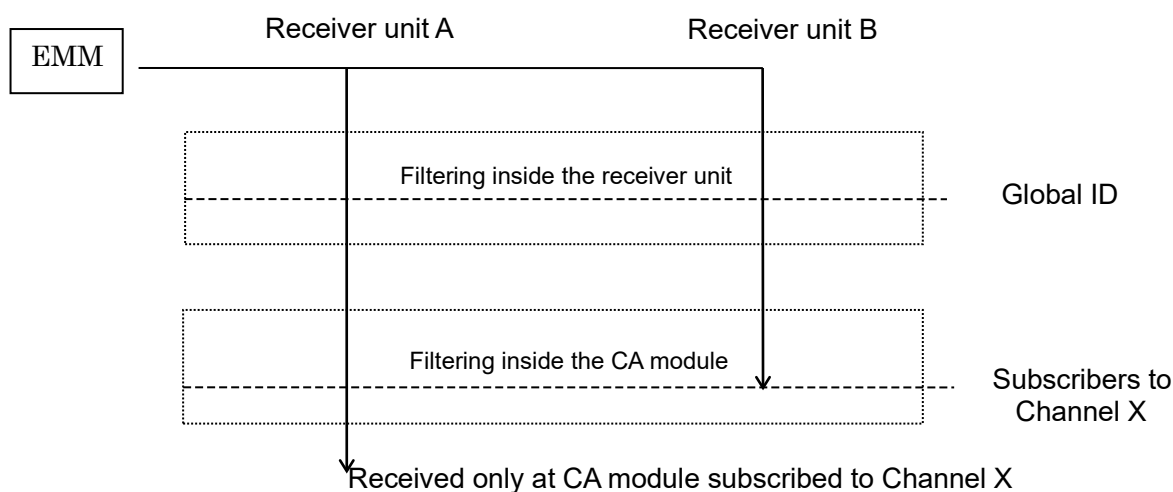 Receiver unit A
Receiver unit B
EMM
Filtering inside the receiver unit
Global ID
Filtering inside the CA module
Subscribers to
Channel X
Received only at CA module subscribed to Channel X